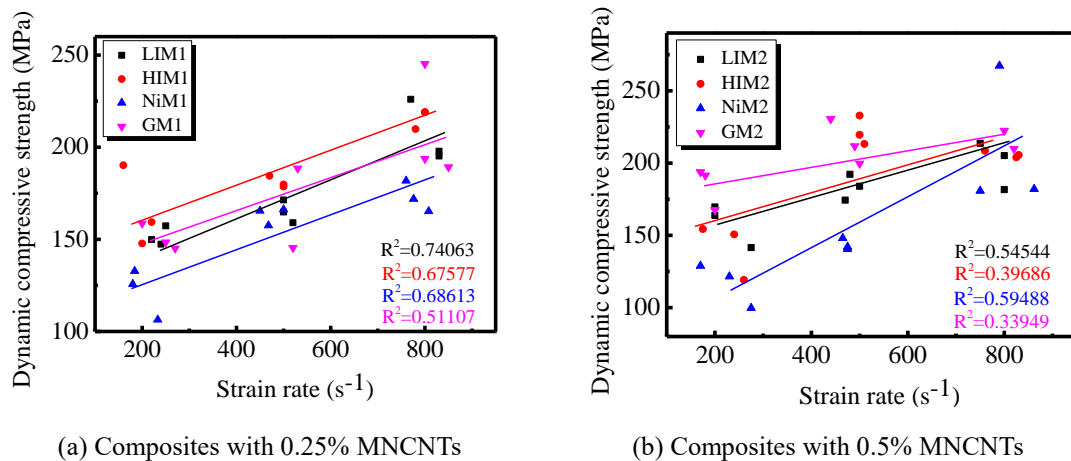 Dynamic compressive strength (MPa)
250
200
150
100
LIM1
HIM1
NiM1
GM1
R²=0.74063
R²=0.67577
R²=0.68613
R²=0.51107
200 400 600 800
Strain rate (s⁻¹)
(a) Composites with 0.25% MNCNTs
Dynamic compressive strength (MPa)
250
200
150
100
LIM2
HIM2
NiM2
GM2
R²=0.54544
R²=0.39686
R²=0.59488
R²=0.33949
200 400 600 800
Strain rate (s⁻¹)
(b) Composites with 0.5% MNCNTs